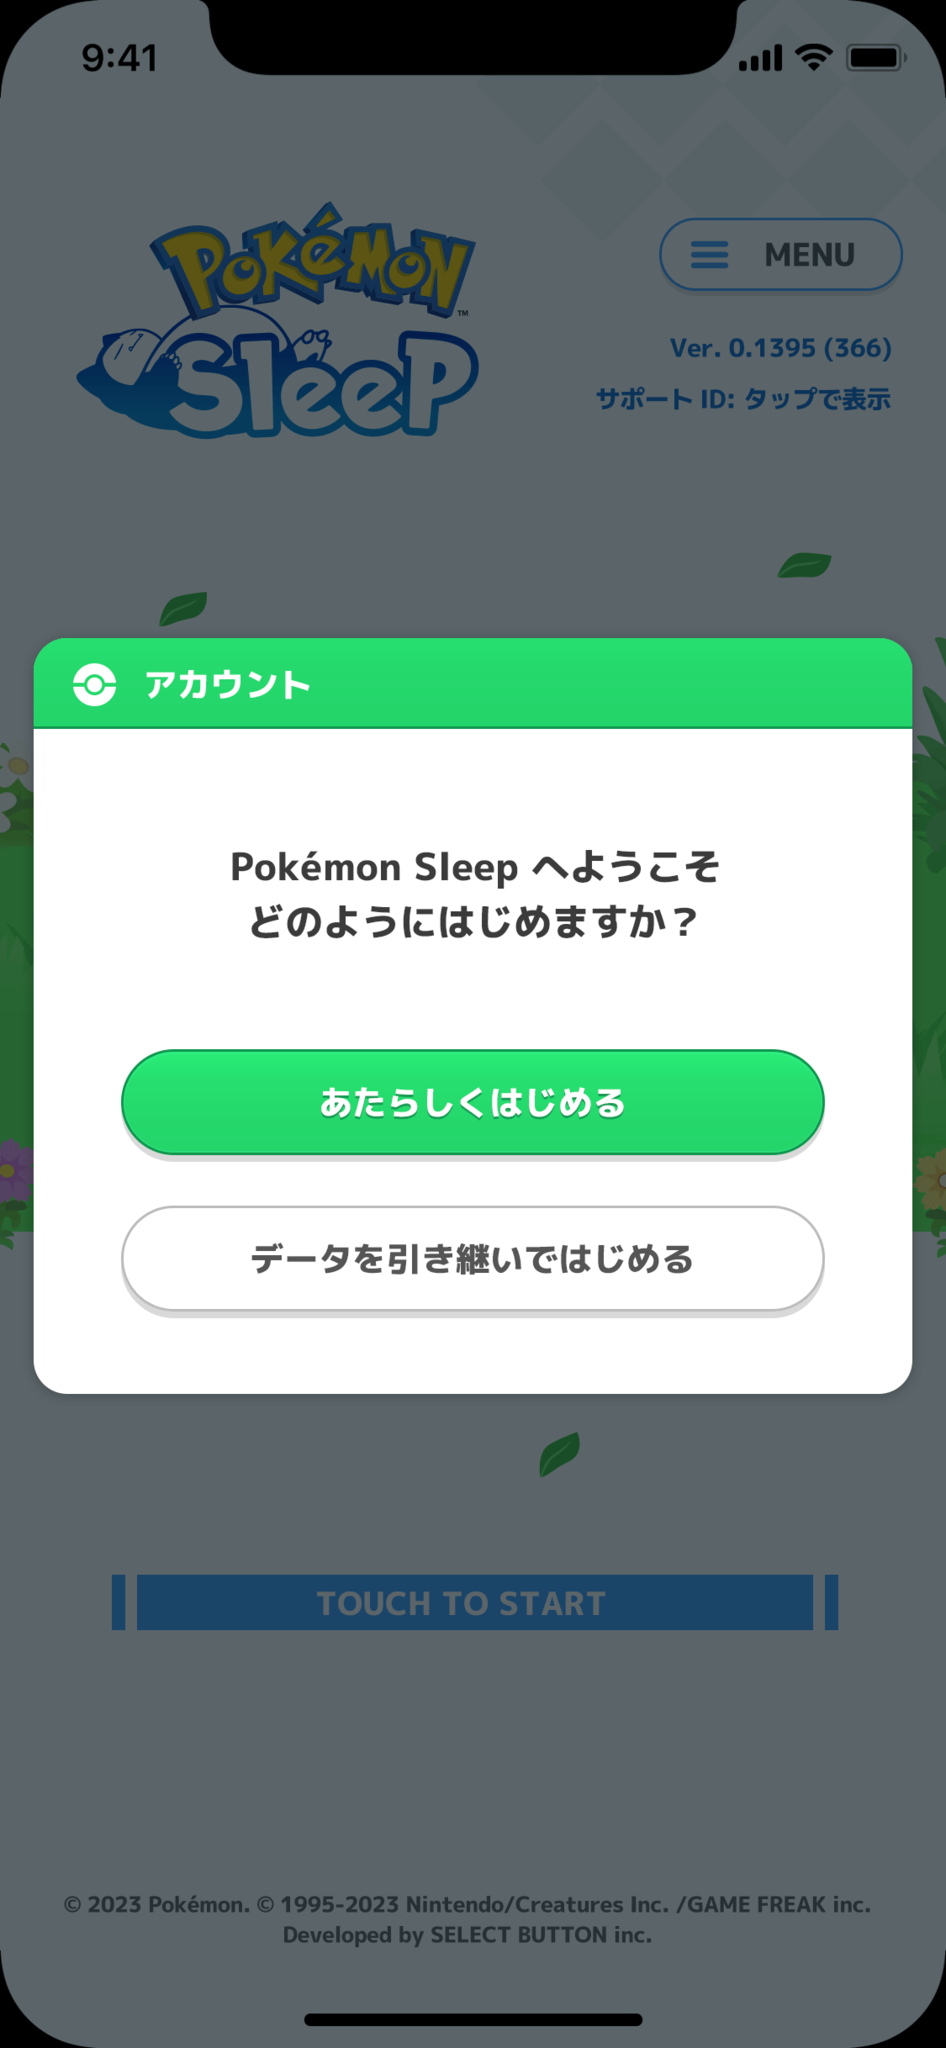 9:41
Pokémon
™
Sleep
MENU
Ver. 0.1395 (366)
サポート ID: タップで表示
アカウント
Pokémon Sleep へようこそ
どのようにはじめますか？
あたらしくはじめる
データを引き継いではじめる
TOUCH TO START
© 2023 Pokémon. © 1995-2023 Nintendo/Creatures Inc. /GAME FREAK inc.
Developed by SELECT BUTTON inc.